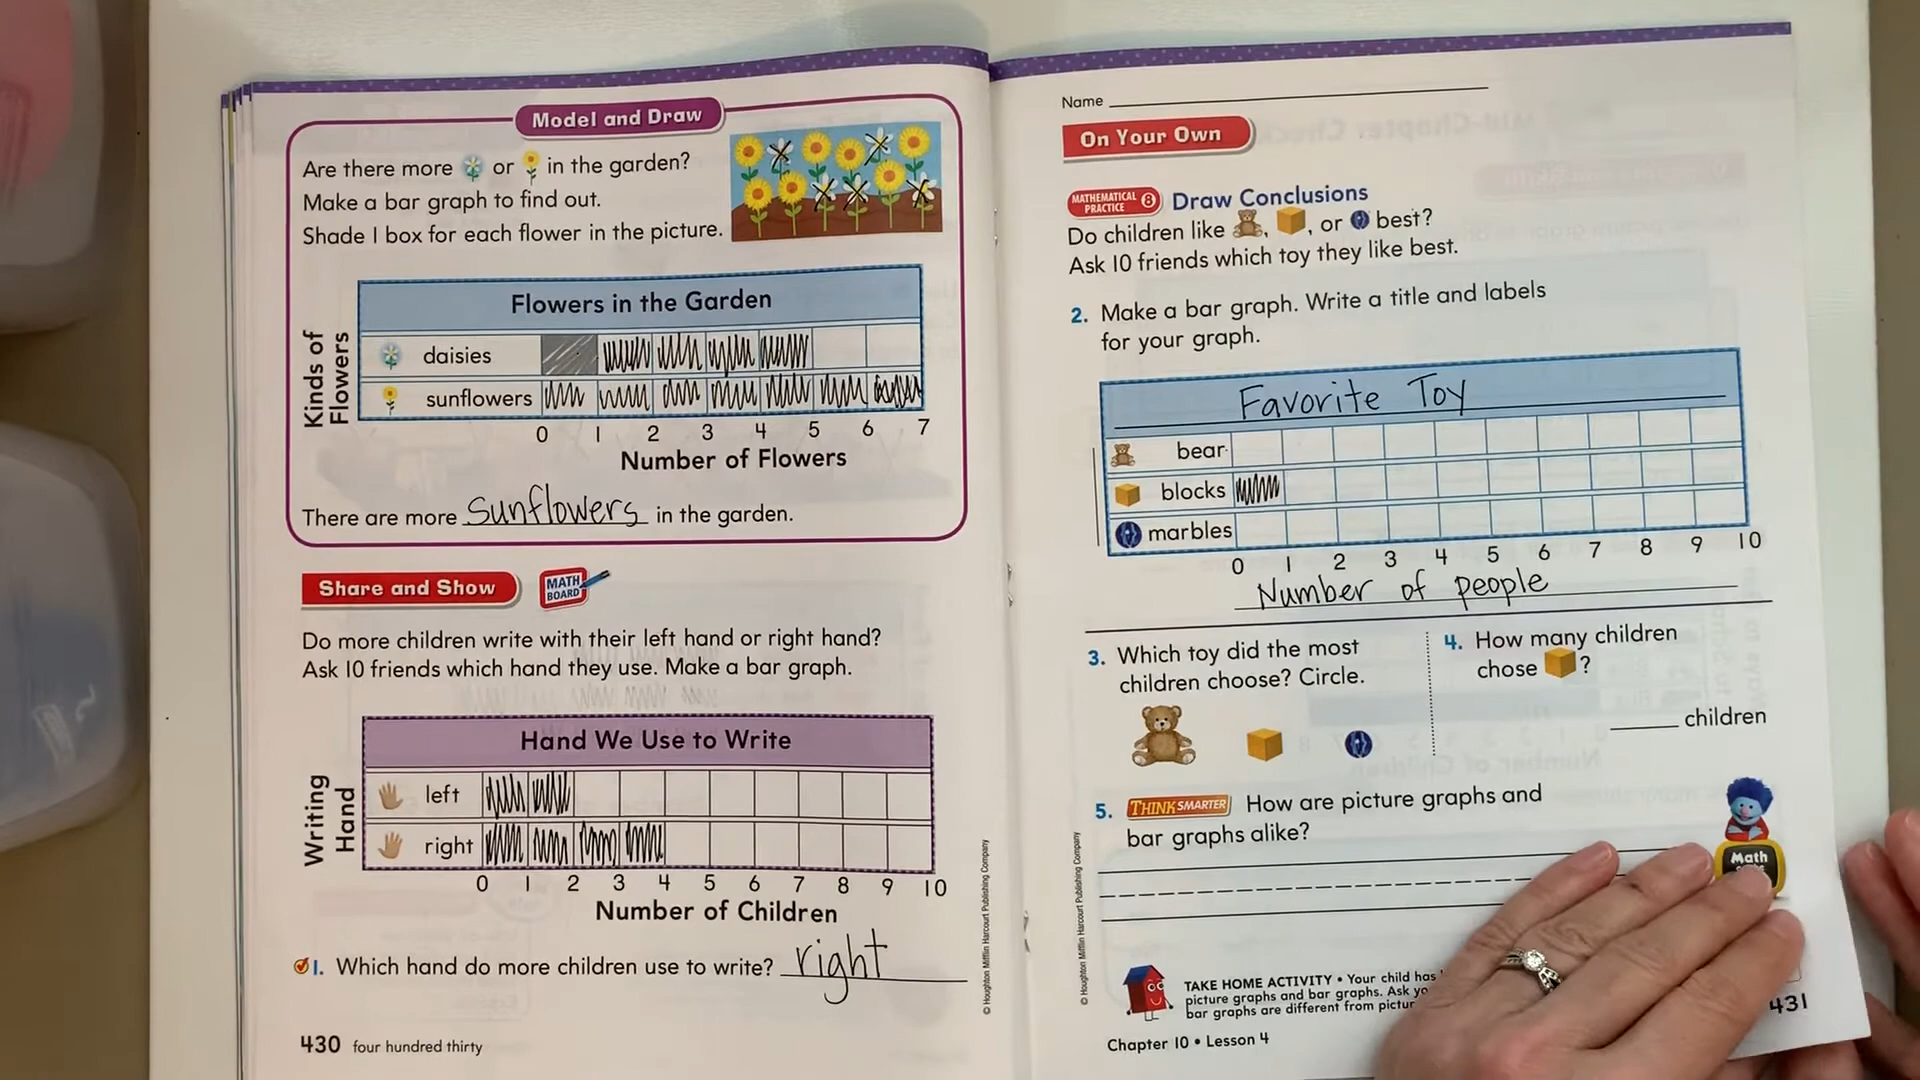 Model and Draw
Are there more or in the garden?
Make a bar graph to find out.
Shade 1 box for each flower in the picture.
Flowers in the Garden
Kinds of
Flowers
daisies
sunflowers
0 1 2 3 4 5 6 7
Number of Flowers
There are more sunflowers in the garden.
Share and Show
MATH
BOARD
Do more children write with their left hand or right hand?
Ask 10 friends which hand they use. Make a bar graph.
Hand We Use to Write
Writing
Hand
left
right
0 1 2 3 4 5 6 7 8 9 10
Number of Children
1. Which hand do more children use to write? right
430 four hundred thirty
© Houghton Mifflin Harcourt Publishing Company
Name
On Your Own
MATHEMATICAL
PRACTICE 8
Draw Conclusions
Do children like , , or best?
Ask 10 friends which toy they like best.
2. Make a bar graph. Write a title and labels
for your graph.
Favorite Toy
bear
blocks
marbles
0 1 2 3 4 5 6 7 8 9 10
Number of people
3. Which toy did the most
children choose? Circle.
4. How many children
chose ?
children
5. THINK SMARTER How are picture graphs and
bar graphs alike?
Math
© Houghton Mifflin Harcourt Publishing Company
TAKE HOME ACTIVITY • Your child has
picture graphs and bar graphs. Ask
bar graphs are different from
Chapter 10 • Lesson 4
431